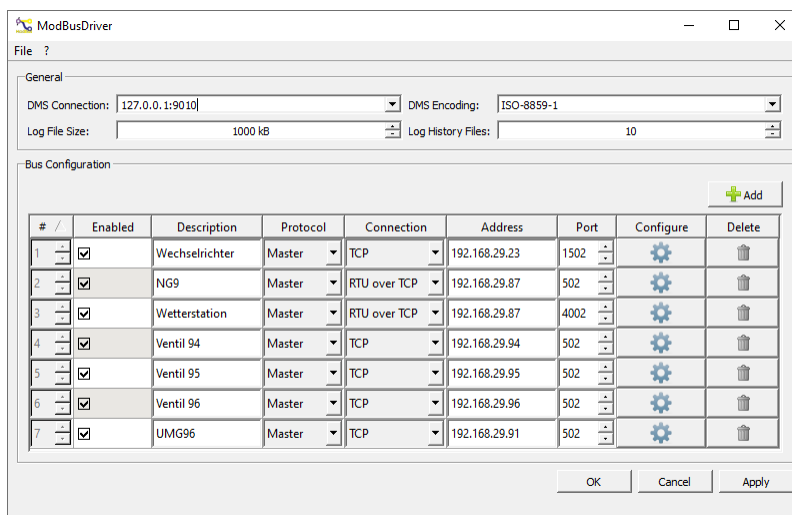 ModBusDriver
File ?
General
DMS Connection: 127.0.0.1:9010 DMS Encoding: ISO-8859-1
Log File Size: 1000 kB Log History Files: 10
Bus Configuration
Add
# Enabled Description Protocol Connection Address Port Configure Delete
1 Wechselrichter Master TCP 192.168.29.23 1502
2 NG9 Master RTU over TCP 192.168.29.87 502
3 Wetterstation Master RTU over TCP 192.168.29.87 4002
4 Ventil 94 Master TCP 192.168.29.94 502
5 Ventil 95 Master TCP 192.168.29.95 502
6 Ventil 96 Master TCP 192.168.29.96 502
7 UMG96 Master TCP 192.168.29.91 502
OK Cancel Apply